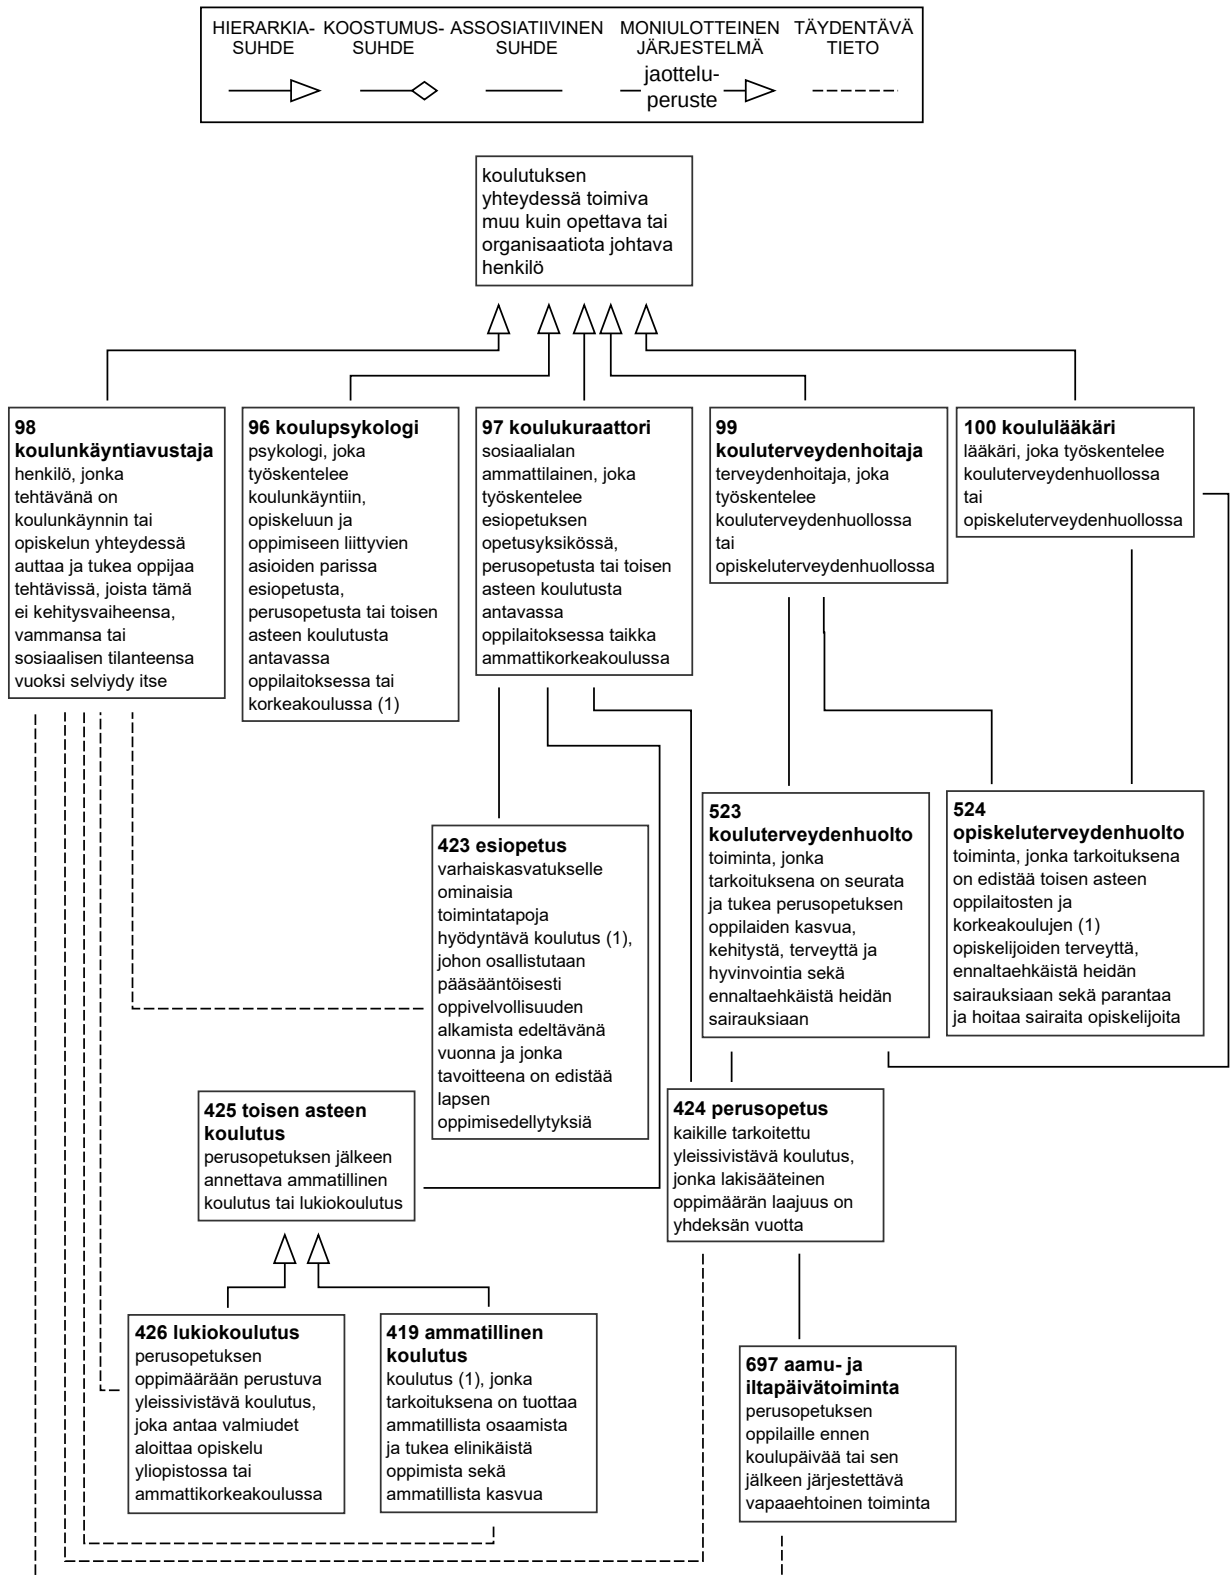 HIERARKIA-
SUHDE
KOOSTUMUS-
SUHDE
ASSOSIATIIVINEN
SUHDE
MONIULOTTEINEN
JÄRJESTELMÄ
jaottelu-
peruste
TÄYDENTÄVÄ
TIETO
koulutuksen
yhteydessä toimiva
muu kuin opettava tai
organisaatiota johtava
henkilö
98
koulunkäyntiavustaja
henkilö, jonka
tehtävänä on
koulunkäynnin tai
opiskelun yhteydessä
auttaa ja tukea oppijaa
tehtävissä, joista tämä
ei kehitysvaiheensa,
vammansa tai
sosiaalisen tilanteensa
vuoksi selviydy itse
96 koulupsykologi
psykologi, joka
työskentelee
koulunkäyntiin,
opiskeluun ja
oppimiseen liittyvien
asioiden parissa
esiopetusta,
perusopetusta tai toisen
asteen koulutusta
antavassa
oppilaitoksessa tai
korkeakoulussa (1)
97 koulukuraattori
sosiaalialan
ammattilainen, joka
työskentelee
esiopetuksen
opetusyksikössä,
perusopetusta tai toisen
asteen koulutusta
antavassa
oppilaitoksessa taikka
ammattikorkeakoulussa
99
kouluterveydenhoitaja
terveydenhoitaja, joka
työskentelee
kouluterveydenhuollossa
tai
opiskeluterveydenhuollossa
100 koululääkäri
lääkäri, joka työskentelee
kouluterveydenhuollossa
tai
opiskeluterveydenhuollossa
423 esiopetus
varhaiskasvatukselle
ominaisia
toimintatapoja
hyödyntävä koulutus (1),
johon osallistutaan
pääsääntöisesti
oppivelvollisuuden
alkamista edeltävänä
vuonna ja jonka
tavoitteena on edistää
lapsen
oppimisedellytyksiä
523
kouluterveydenhuolto
toiminta, jonka
tarkoituksena on seurata
ja tukea perusopetuksen
oppilaiden kasvua,
kehitystä, terveyttä ja
hyvinvointia sekä
ennaltaehkäistä heidän
sairauksiaan
524
opiskeluterveydenhuolto
toiminta, jonka tarkoituksena
on edistää toisen asteen
oppilaitosten ja
korkeakoulujen (1)
opiskelijoiden terveyttä,
ennaltaehkäistä heidän
sairauksiaan sekä parantaa
ja hoitaa sairaita opiskelijoita
425 toisen asteen
koulutus
perusopetuksen jälkeen
annettava ammatillinen
koulutus tai lukiokoulutus
424 perusopetus
kaikille tarkoitettu
yleissivistävä koulutus,
jonka lakisääteinen
oppimäärän laajuus on
yhdeksän vuotta
426 lukiokoulutus
perusopetuksen
oppimäärään perustuva
yleissivistävä koulutus,
joka antaa valmiudet
aloittaa opiskelu
yliopistossa tai
ammattikorkeakoulussa
419 ammatillinen
koulutus
koulutus (1), jonka
tarkoituksena on tuottaa
ammatillista osaamista
ja tukea elinikäistä
oppimista sekä
ammatillista kasvua
697 aamu- ja
iltapäivätoiminta
perusopetuksen
oppilaille ennen
koulupäivää tai sen
jälkeen järjestettävä
vapaaehtoinen toiminta